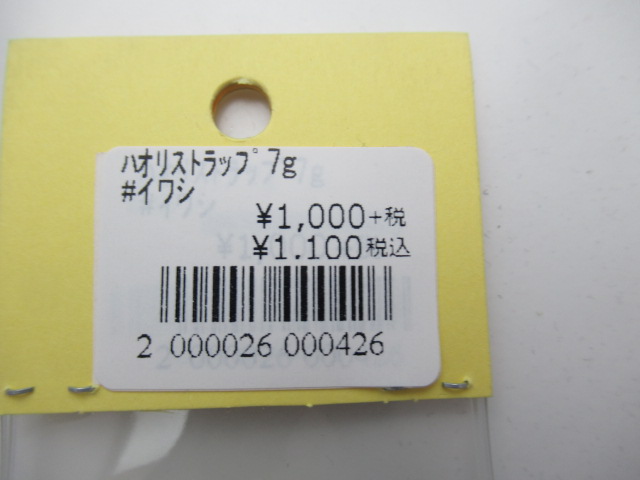 ハオリストラップ 7g
#イワシ
¥1,000+税
¥1.100税込
2 000026 000426